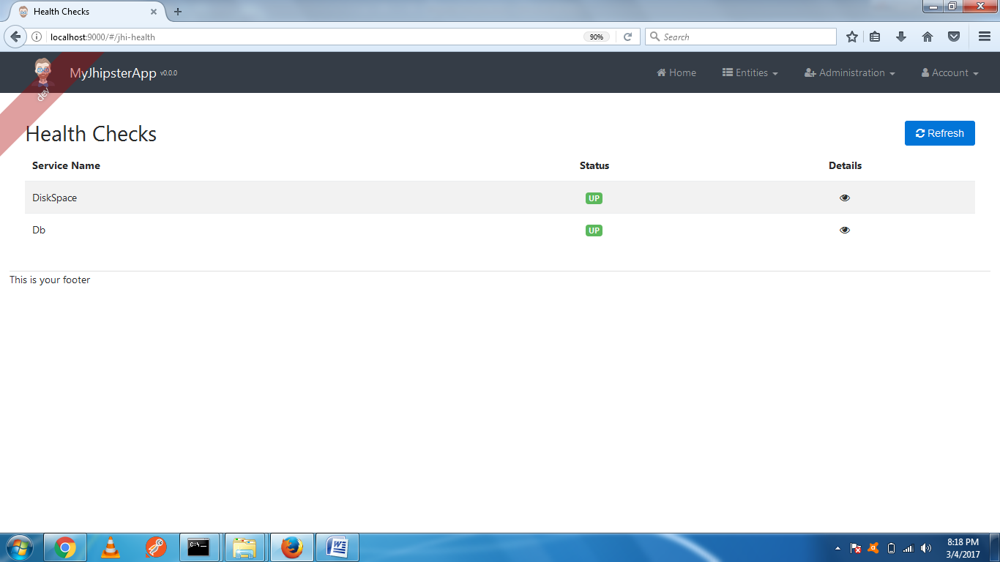 Health Checks
localhost:9000/#/jhi-health
90%
Search
MyJhipsterApp v0.0.0
Home
Entities
Administration
Account
dev
Health Checks
Refresh
Service Name Status Details
DiskSpace UP
Db UP
This is your footer
C:\_
W
8:18 PM
3/4/2017